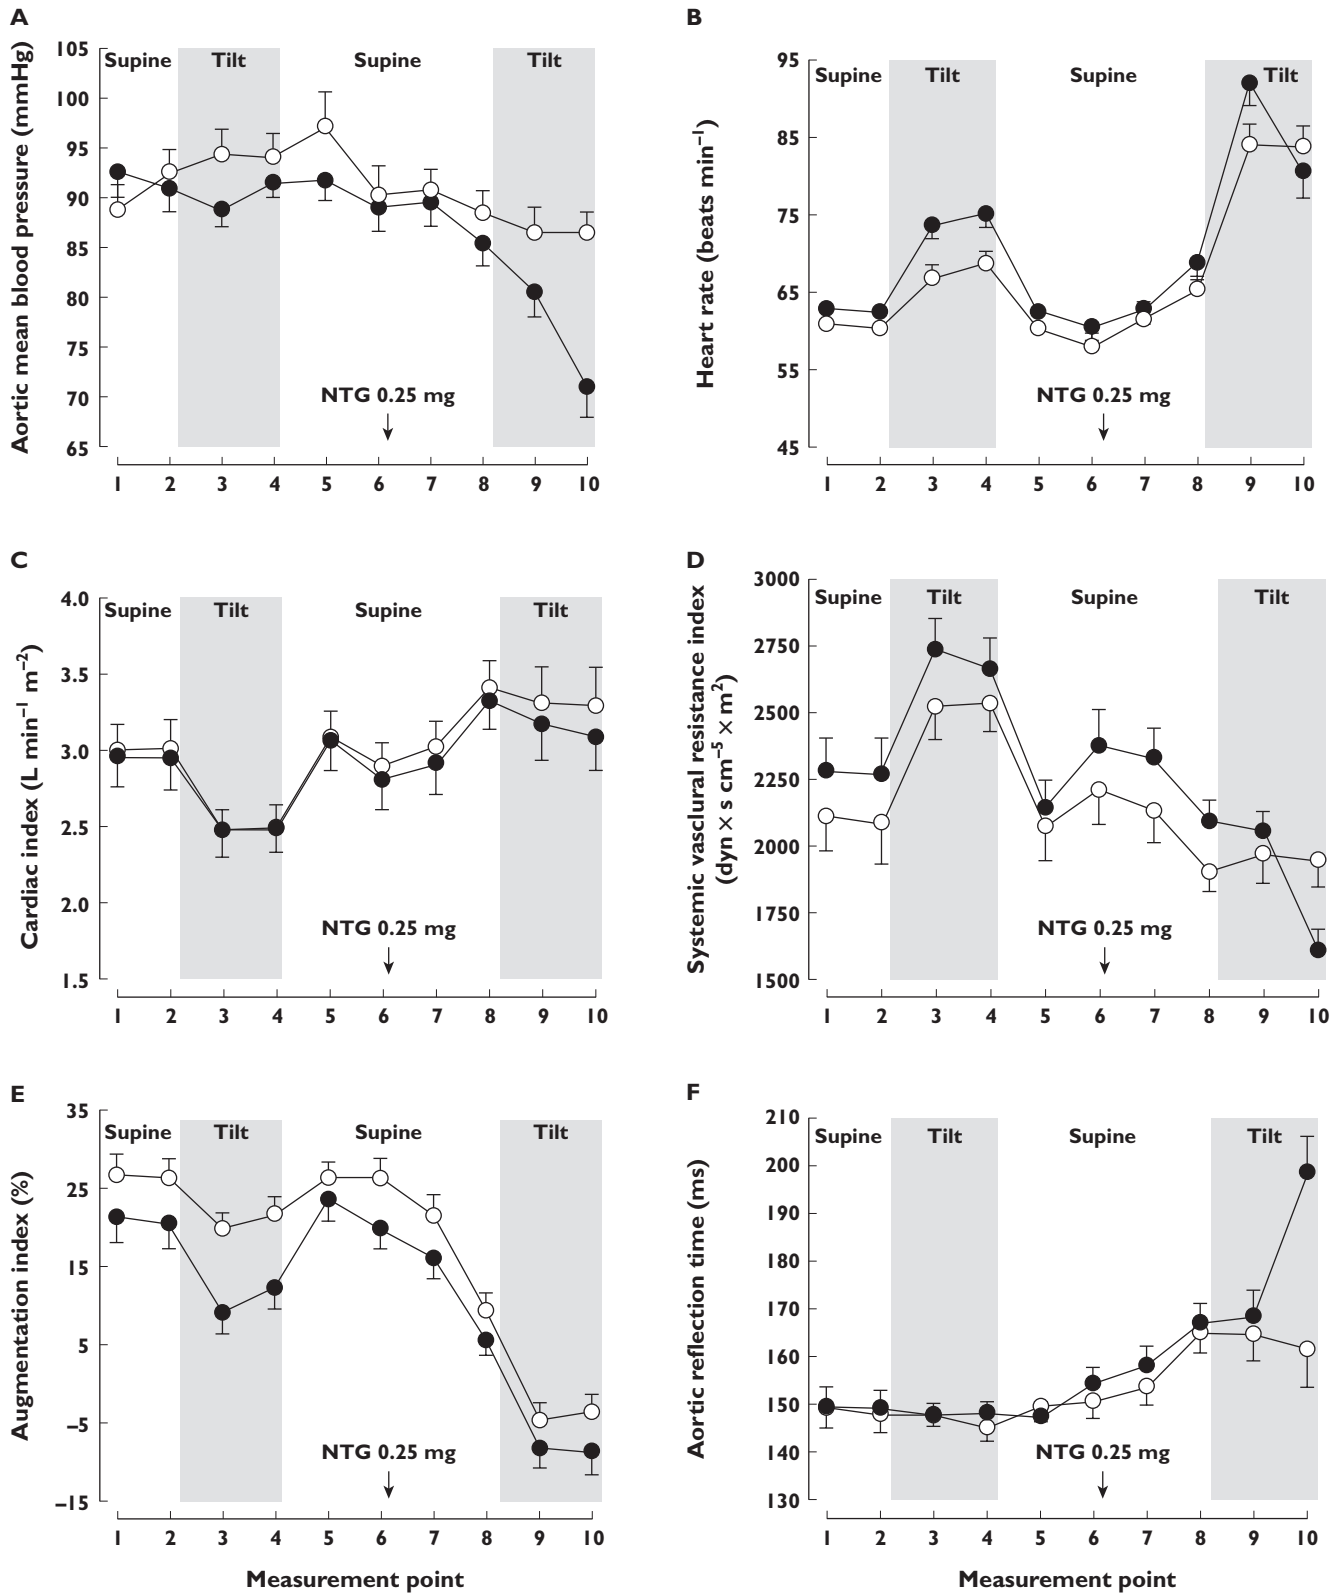 A
Aortic mean blood pressure (mmHg)
105
100
95
90
85
80
75
70
65
Supine Tilt Supine Tilt
NTG 0.25 mg
1 2 3 4 5 6 7 8 9 10
B
Heart rate (beats min⁻¹)
95
85
75
65
55
45
Supine Tilt Supine Tilt
NTG 0.25 mg
1 2 3 4 5 6 7 8 9 10
C
Cardiac index (L min⁻¹ m⁻²)
4.0
3.5
3.0
2.5
2.0
1.5
Supine Tilt Supine Tilt
NTG 0.25 mg
1 2 3 4 5 6 7 8 9 10
D
Systemic vasclural resistance index
(dyn × s cm⁻⁵ × m²)
3000
2750
2500
2250
2000
1750
1500
Supine Tilt Supine Tilt
NTG 0.25 mg
1 2 3 4 5 6 7 8 9 10
E
Augmentation index (%)
35
25
15
5
–5
–15
Supine Tilt Supine Tilt
NTG 0.25 mg
1 2 3 4 5 6 7 8 9 10
Measurement point
F
Aortic reflection time (ms)
210
200
190
180
170
160
150
140
130
Supine Tilt Supine Tilt
NTG 0.25 mg
1 2 3 4 5 6 7 8 9 10
Measurement point